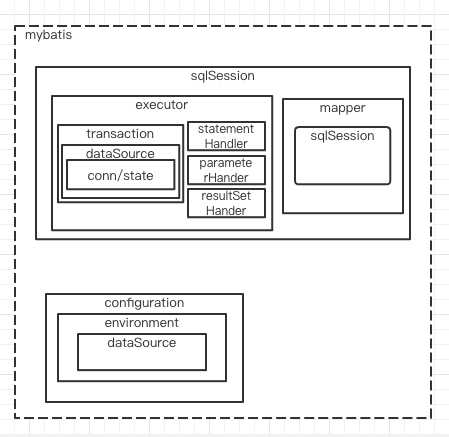 mybatis
sqlSession
executor
mapper
transaction
statement
Handler
sqlSession
dataSource
conn/state
paramete
rHander
resultSet
Hander
configuration
environment
dataSource